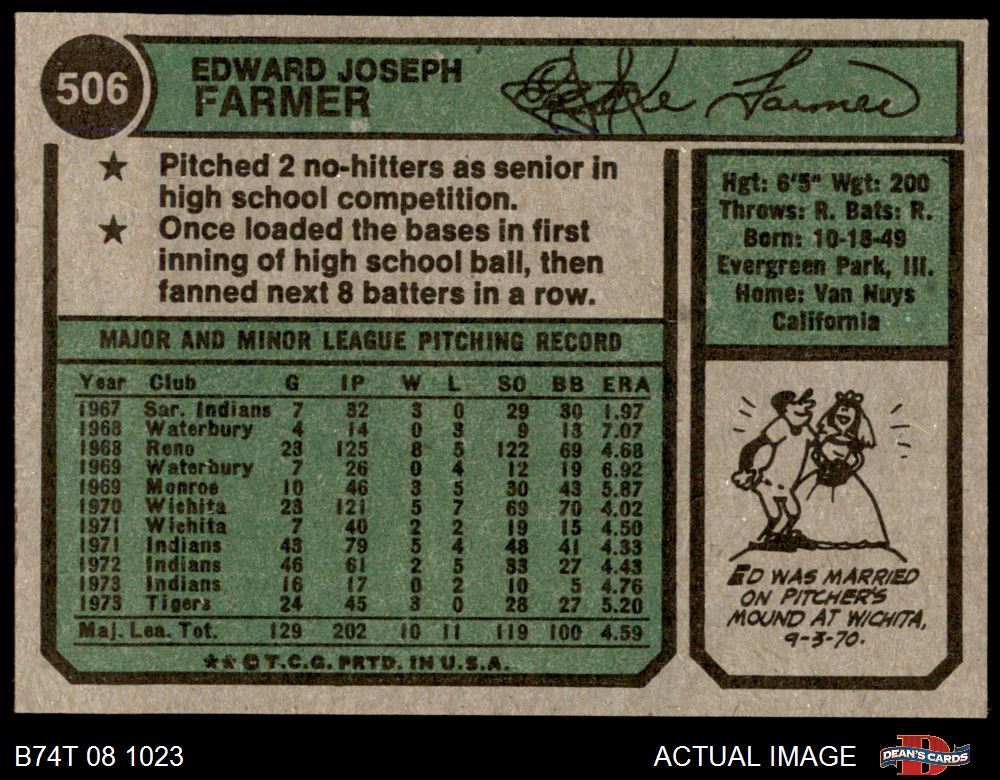 506
EDWARD JOSEPH
FARMER
Farmer
★ Pitched 2 no-hitters as senior in
high school competition.
★ Once loaded the bases in first
inning of high school ball, then
fanned next 8 batters in a row.
MAJOR AND MINOR LEAGUE PITCHING RECORD
Year Club G IP W L SO BB ERA
1967 Sar. Indians 7 32 3 0 29 30 1.97
1968 Waterbury 4 14 0 3 9 13 7.07
1968 Reno 23 125 8 5 122 69 4.68
1969 Waterbury 7 26 0 4 12 19 6.92
1969 Monroe 10 46 3 5 30 43 5.87
1970 Wichita 23 121 5 7 69 70 4.02
1971 Wichita 7 40 2 2 19 15 4.50
1971 Indians 43 79 5 4 48 41 4.33
1972 Indians 46 61 2 5 33 27 4.43
1973 Indians 16 17 0 2 10 5 4.76
1973 Tigers 24 45 3 0 28 27 5.20
Maj. Lea. Tot. 129 202 10 11 119 100 4.59
★★ © T.C.G. PRTD. IN U.S.A.
Hgt: 6'5" Wgt: 200
Throws: R. Bats: R.
Born: 10-18-49
Evergreen Park, Ill.
Home: Van Nuys
California
ED WAS MARRIED
ON PITCHER'S
MOUND AT WICHITA,
9-3-70.
B74T 08 1023
ACTUAL IMAGE
DEAN'S CARDS